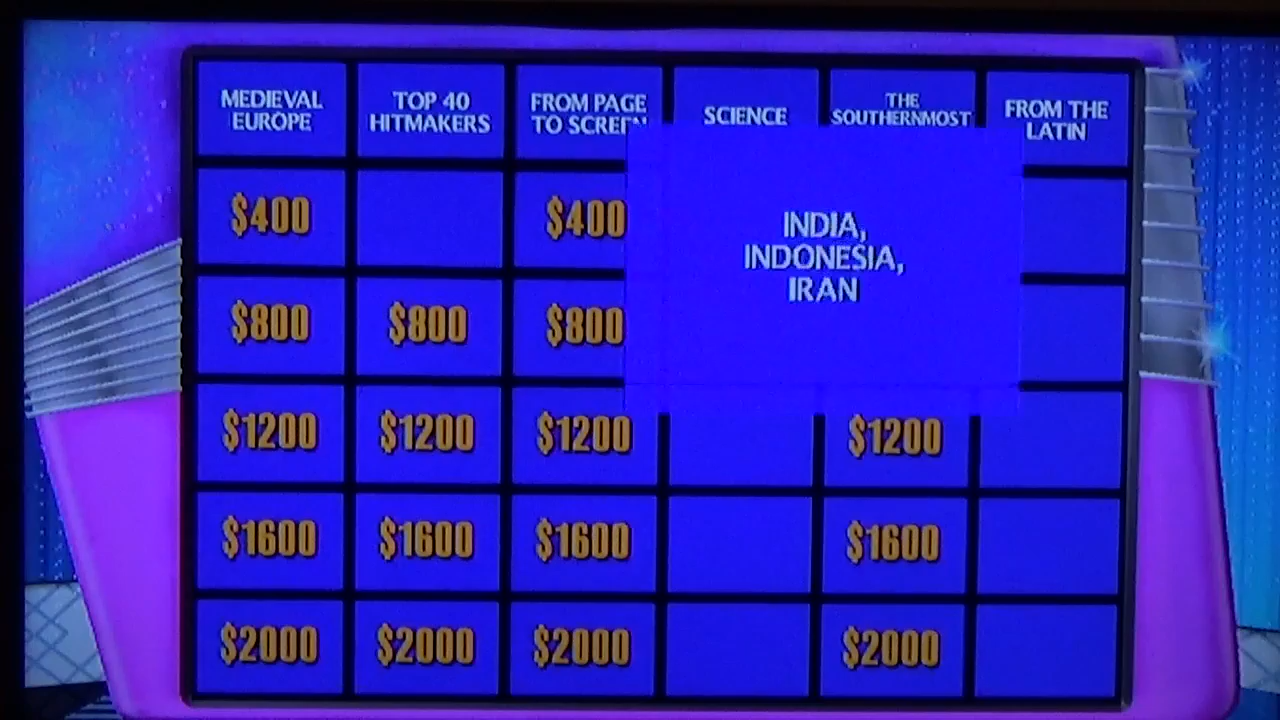 MEDIEVAL
EUROPE
TOP 40
HITMAKERS
FROM PAGE
TO SCREEN
SCIENCE
THE
SOUTHERNMOST
FROM THE
LATIN
INDIA,
INDONESIA,
IRAN
$400
$400
$800
$800
$800
$1200
$1200
$1200
$1200
$1600
$1600
$1600
$1600
$2000
$2000
$2000
$2000